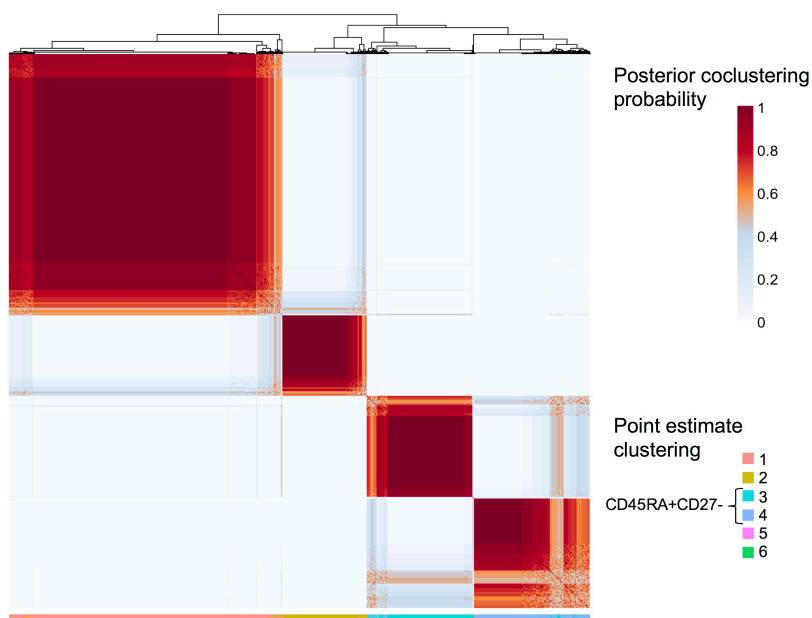 Posterior coclustering
probability
1
0.8
0.6
0.4
0.2
0
Point estimate
clustering
1
2
CD45RA+CD27-
3
4
5
6